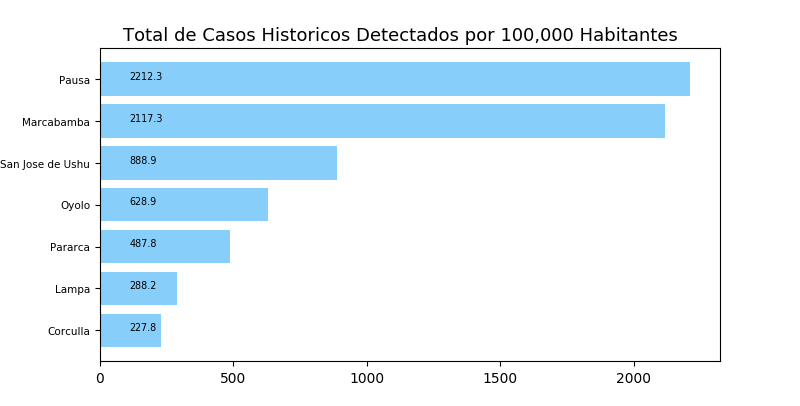 Total de Casos Historicos Detectados por 100,000 Habitantes
Pausa 2212.3
Marcabamba 2117.3
San Jose de Ushu 888.9
Oyolo 628.9
Pararca 487.8
Lampa 288.2
Corculla 227.8
0 500 1000 1500 2000